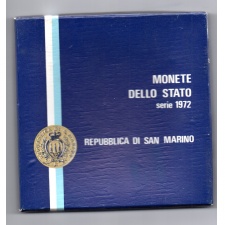 MONETE
DELLO STATO
serie 1972
REPUBBLICA DI SAN MARINO